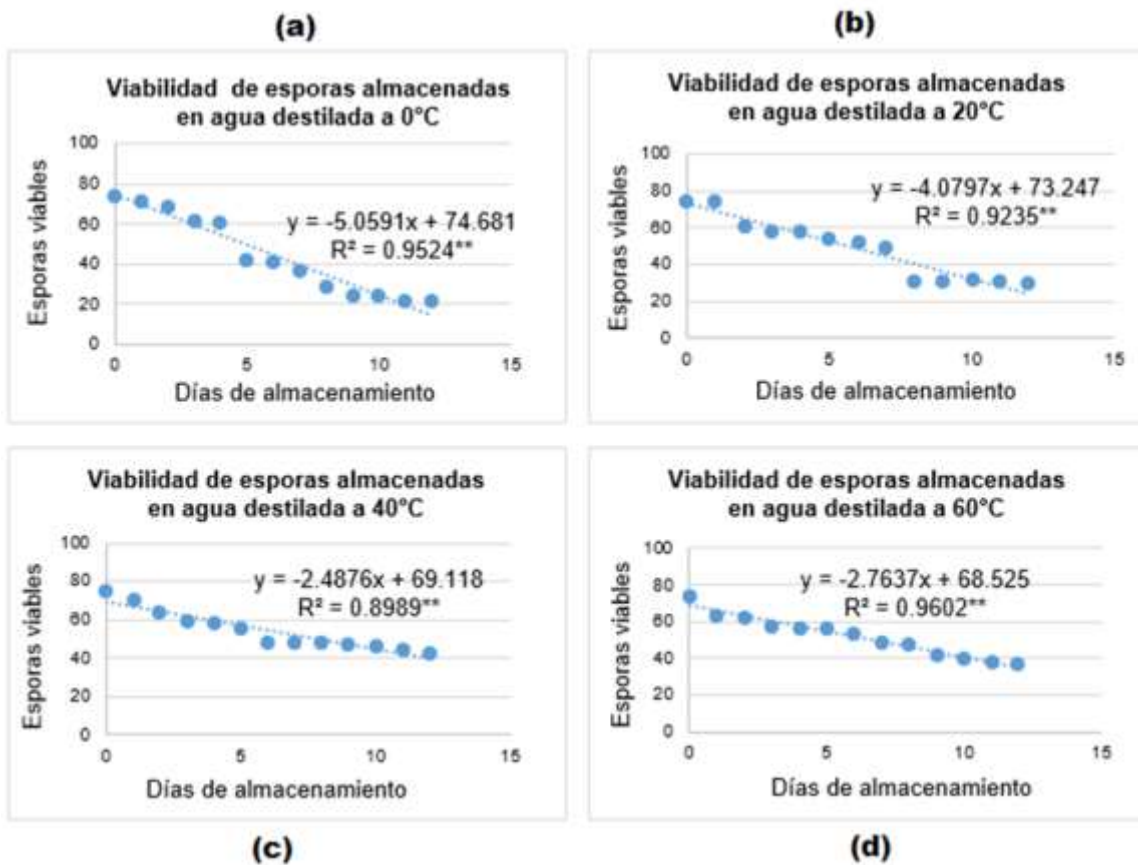 (a)
Viabilidad de esporas almacenadas
en agua destilada a 0°C
100
80
60
40
20
0
y = -5.0591x + 74.681
R² = 0.9524**
0 5 10 15
Esporas viables
Días de almacenamiento
(b)
Viabilidad de esporas almacenadas
en agua destilada a 20°C
100
80
60
40
20
0
y = -4.0797x + 73.247
R² = 0.9235**
0 5 10 15
Esporas viables
Días de almacenamiento
Viabilidad de esporas almacenadas
en agua destilada a 40°C
100
80
60
40
20
0
y = -2.4876x + 69.118
R² = 0.8989**
0 5 10 15
Esporas viables
Días de almacenamiento
(c)
Viabilidad de esporas almacenadas
en agua destilada a 60°C
100
80
60
40
20
0
y = -2.7637x + 68.525
R² = 0.9602**
0 5 10 15
Esporas viables
Días de almacenamiento
(d)